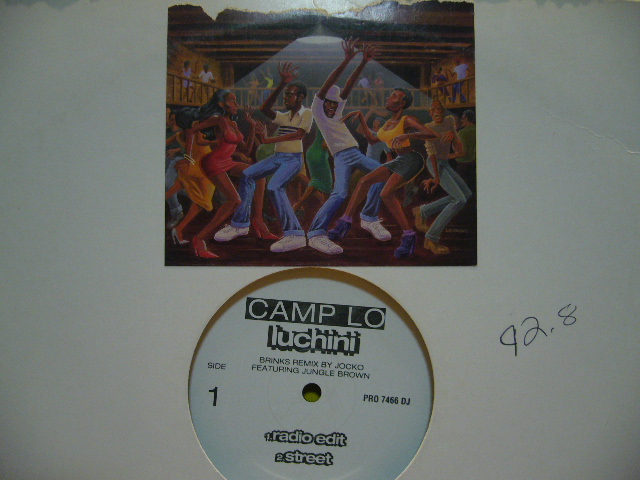 CAMP LO
luchini
BRINKS REMIX BY JOCKO
FEATURING JUNGLE BROWN
SIDE
1
PRO 7466 DJ
1.radio edit
2.street
92.8